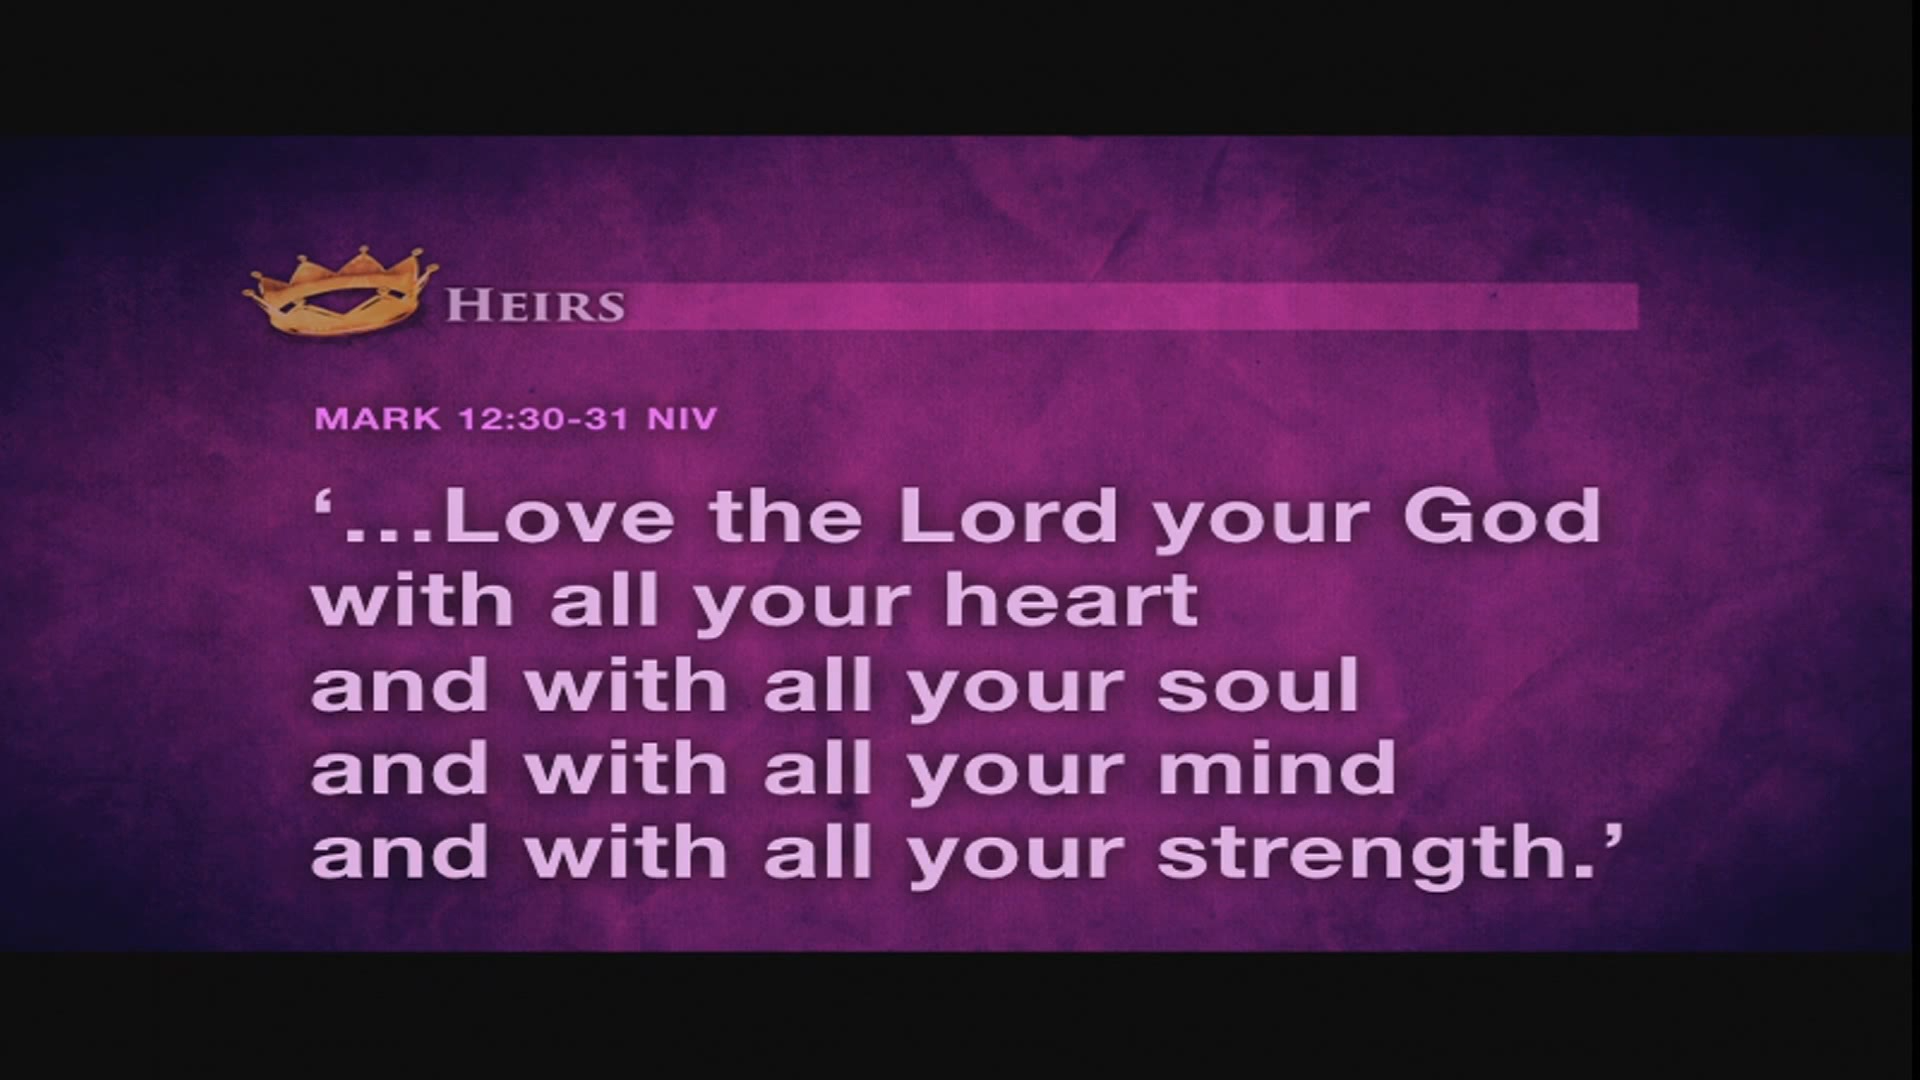 Heirs
MARK 12:30-31 NIV
‘...Love the Lord your God
with all your heart
and with all your soul
and with all your mind
and with all your strength.’